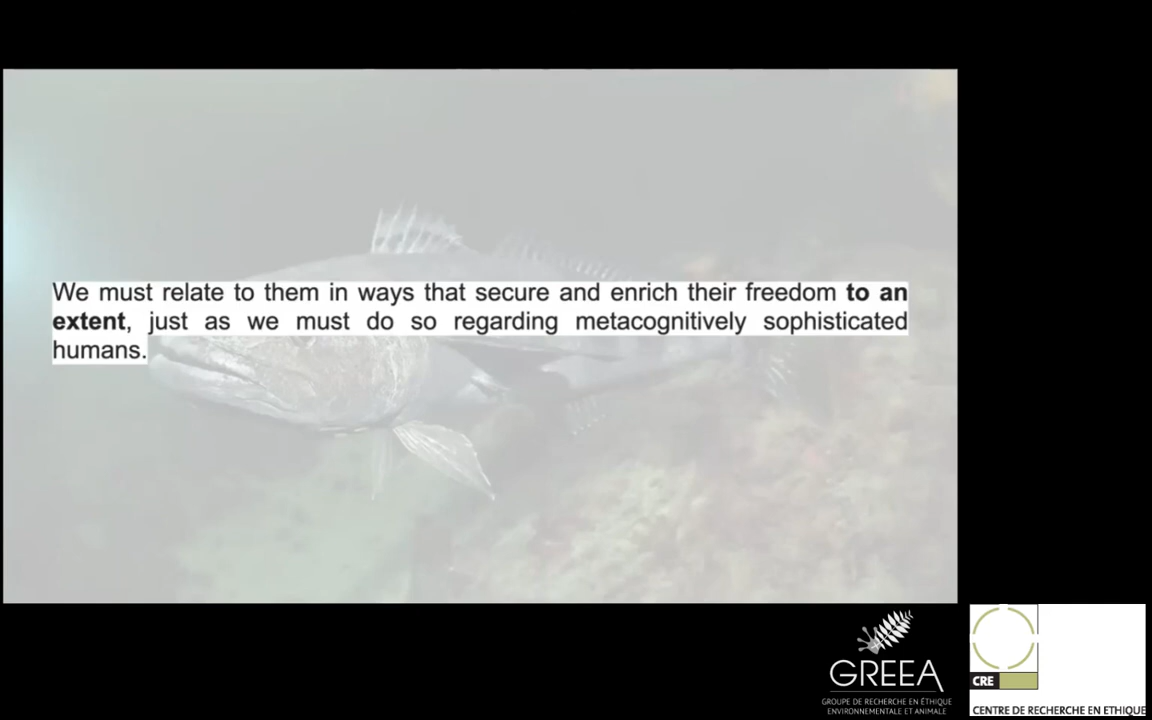 We must relate to them in ways that secure and enrich their freedom to an
extent, just as we must do so regarding metacognitively sophisticated
humans.
GREEA
GROUPE DE RECHERCHE EN ÉTHIQUE
ENVIRONNEMENTALE ET ANIMALE
CRE
CENTRE DE RECHERCHE EN ETHIQUE